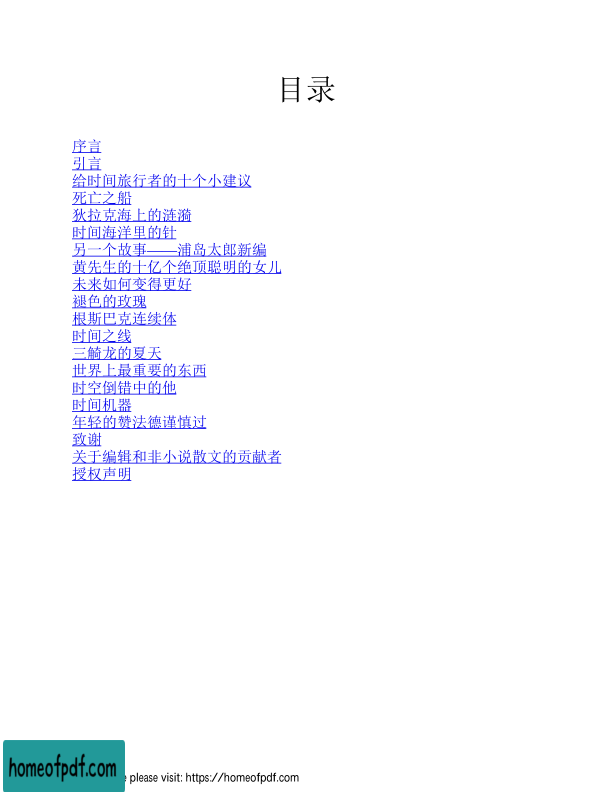 目录
序言
引言
给时间旅行者的十个小建议
死亡之船
狄拉克海上的涟漪
时间海洋里的针
另一个故事——浦岛太郎新编
黄先生的十亿个绝顶聪明的女儿
未来如何变得更好
褪色的玫瑰
根斯巴克连续体
时间之线
三觭龙的夏天
世界上最重要的东西
时空倒错中的他
时间机器
年轻的赞法德谨慎过
致谢
关于编辑和非小说散文的贡献者
授权声明
homeofpdf.com
e please visit: https://homeofpdf.com